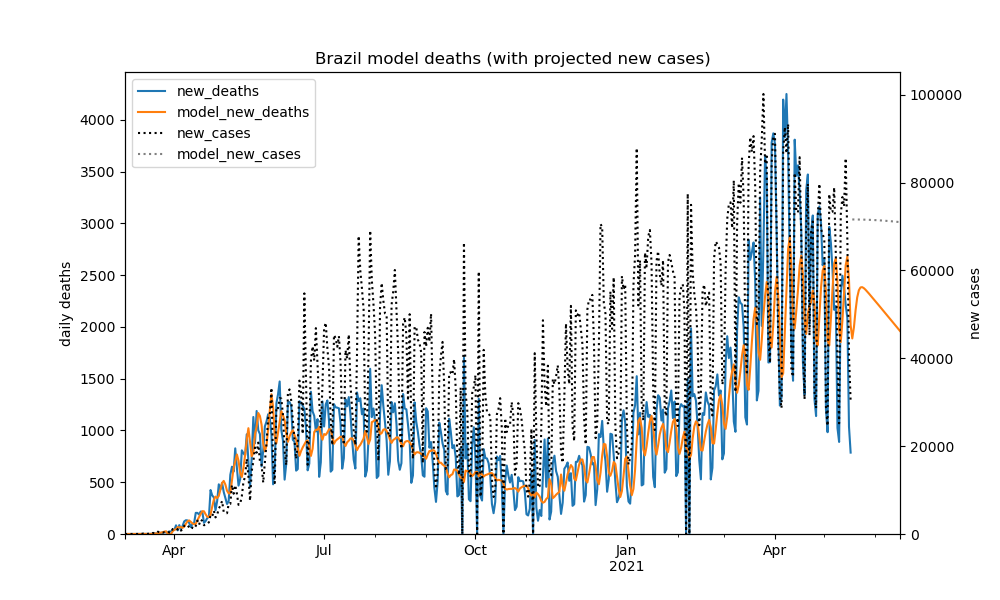 Brazil model deaths (with projected new cases)
new_deaths
model_new_deaths
new_cases
model_new_cases
daily deaths
4000
3500
3000
2500
2000
1500
1000
500
0
new cases
100000
80000
60000
40000
20000
0
Apr
Jul
Oct
Jan
2021
Apr